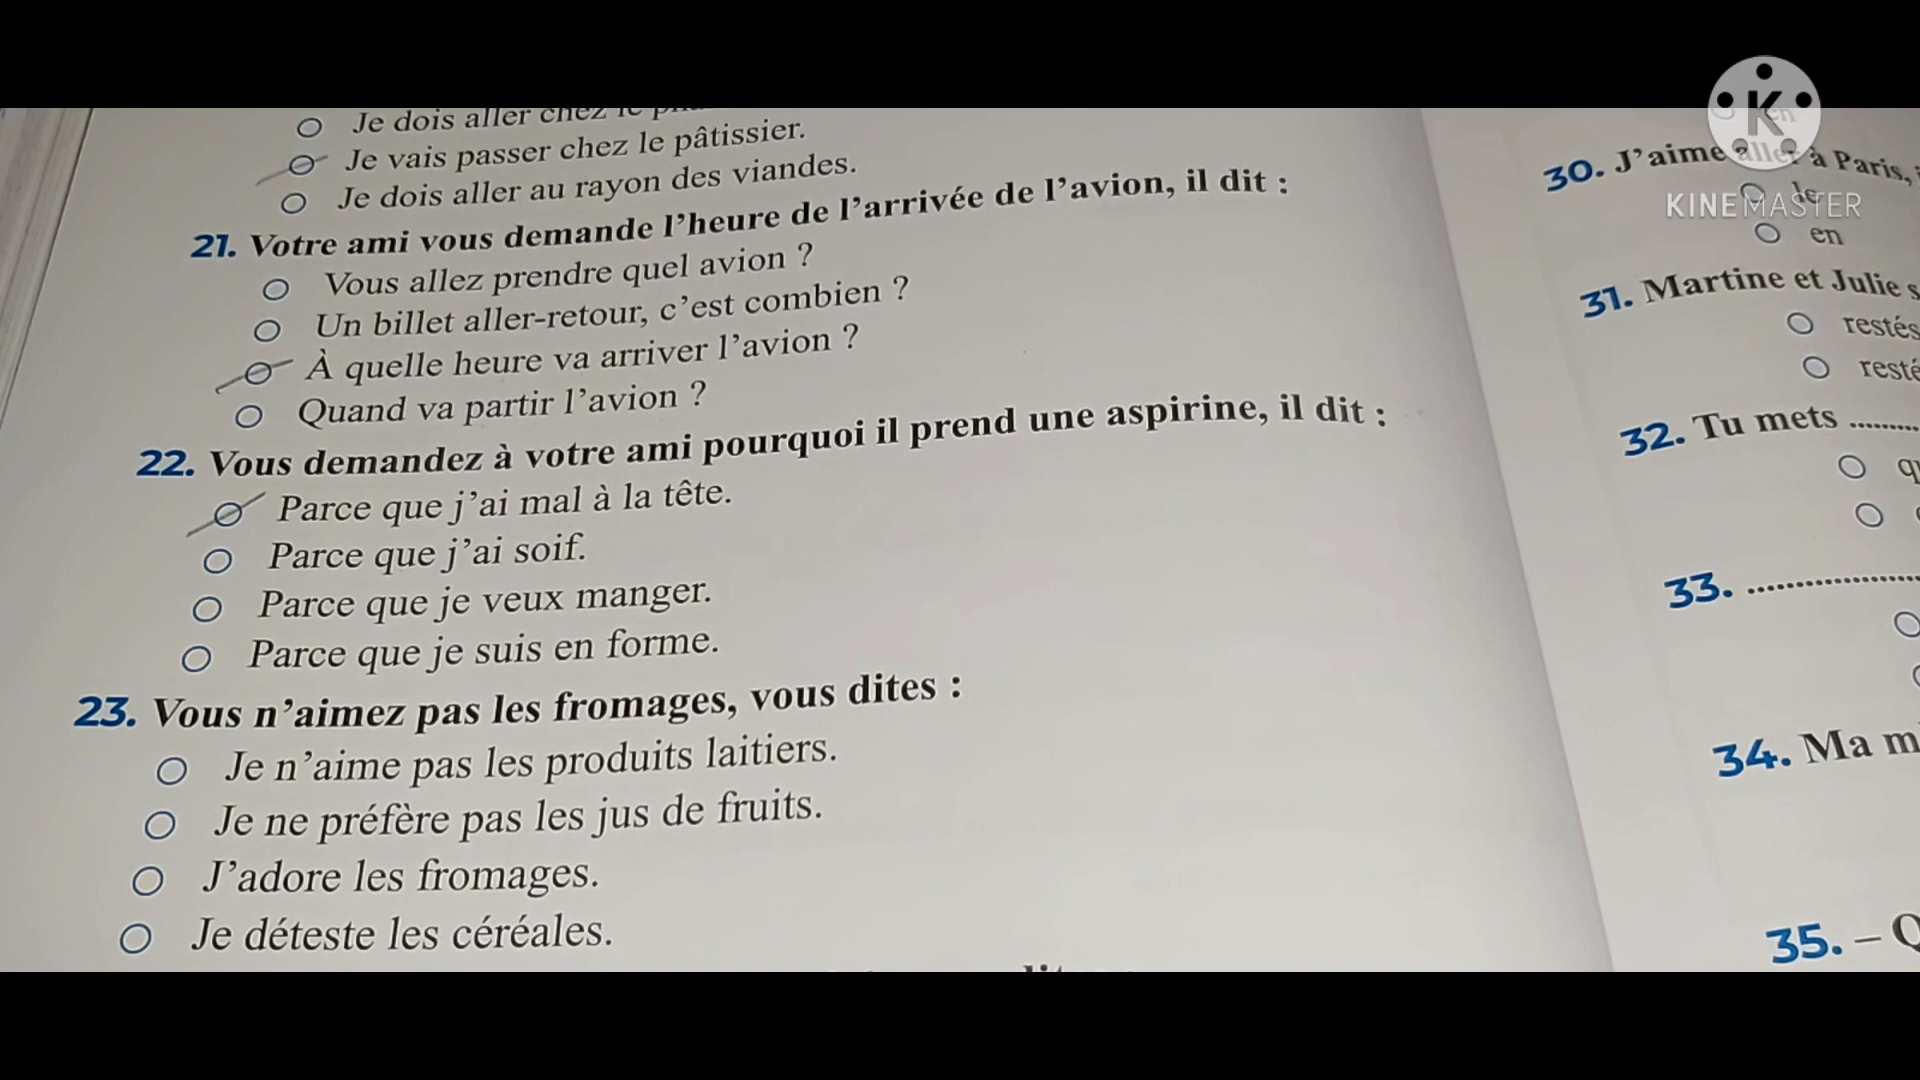 Je dois aller chez le
Je vais passer chez le pâtissier.
Je dois aller au rayon des viandes.
21. Votre ami vous demande l'heure de l'arrivée de l'avion, il dit :
Vous allez prendre quel avion ?
Un billet aller-retour, c'est combien ?
À quelle heure va arriver l'avion ?
Quand va partir l'avion ?
22. Vous demandez à votre ami pourquoi il prend une aspirine, il dit :
Parce que j'ai mal à la tête.
Parce que j'ai soif.
Parce que je veux manger.
Parce que je suis en forme.
23. Vous n'aimez pas les fromages, vous dites :
Je n'aime pas les produits laitiers.
Je ne préfère pas les jus de fruits.
J'adore les fromages.
Je déteste les céréales.
en
30. J'aime aller à Paris,
le
en
31. Martine et Julie s
restés
resté
32. Tu mets ..........
33. ....................
34. Ma m
35. –
K
KINEMASTER